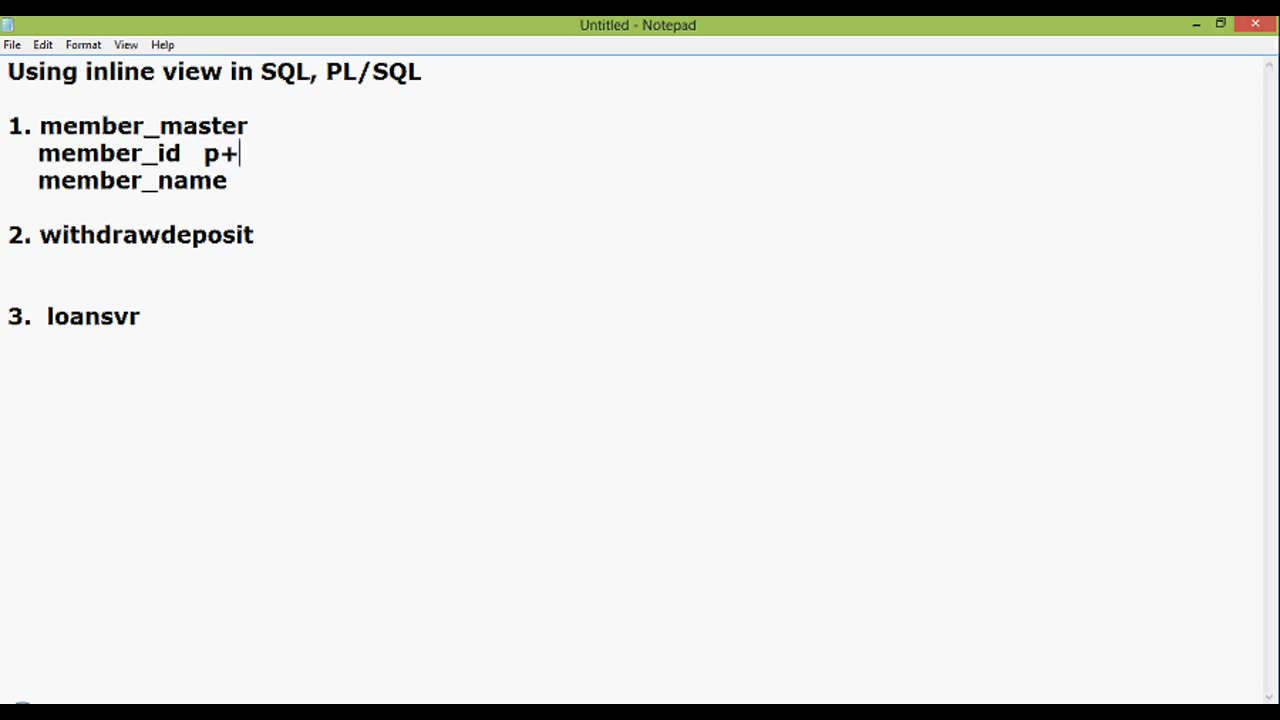 Untitled - Notepad
File Edit Format View Help
Using inline view in SQL, PL/SQL
1. member_master
member_id p+
member_name
2. withdrawdeposit
3. loansvr